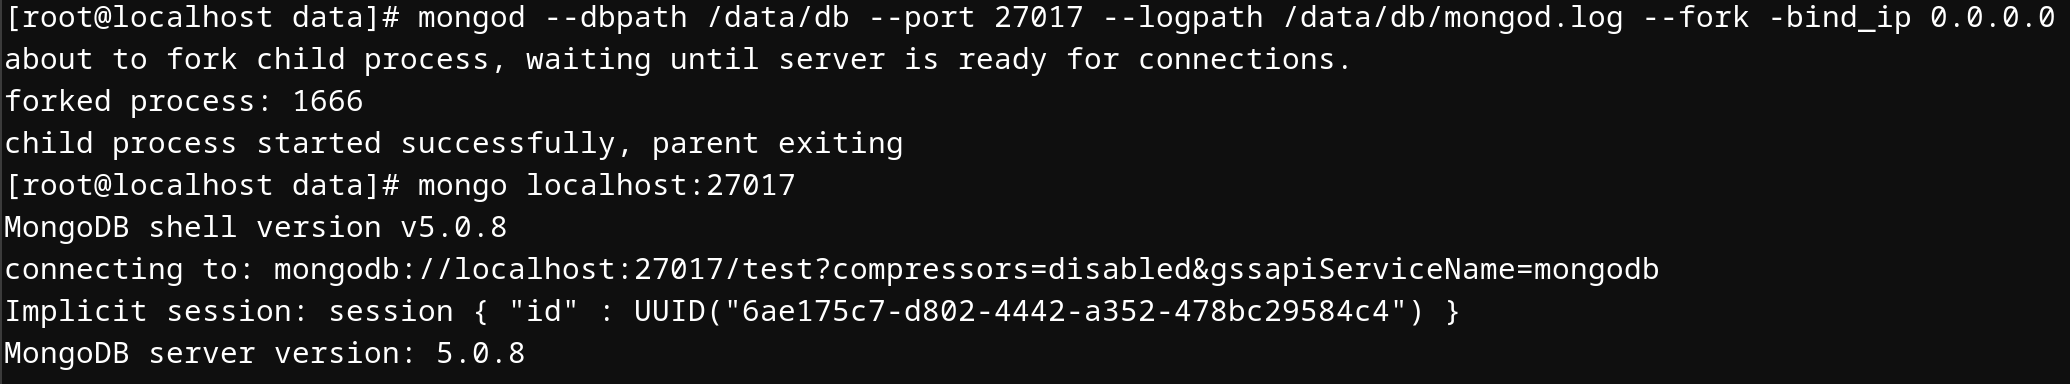 [root@localhost data]# mongod --dbpath /data/db --port 27017 --logpath /data/db/mongod.log --fork -bind_ip 0.0.0.0
about to fork child process, waiting until server is ready for connections.
forked process: 1666
child process started successfully, parent exiting
[root@localhost data]# mongo localhost:27017
MongoDB shell version v5.0.8
connecting to: mongodb://localhost:27017/test?compressors=disabled&gssapiServiceName=mongodb
Implicit session: session { "id" : UUID("6ae175c7-d802-4442-a352-478bc29584c4") }
MongoDB server version: 5.0.8